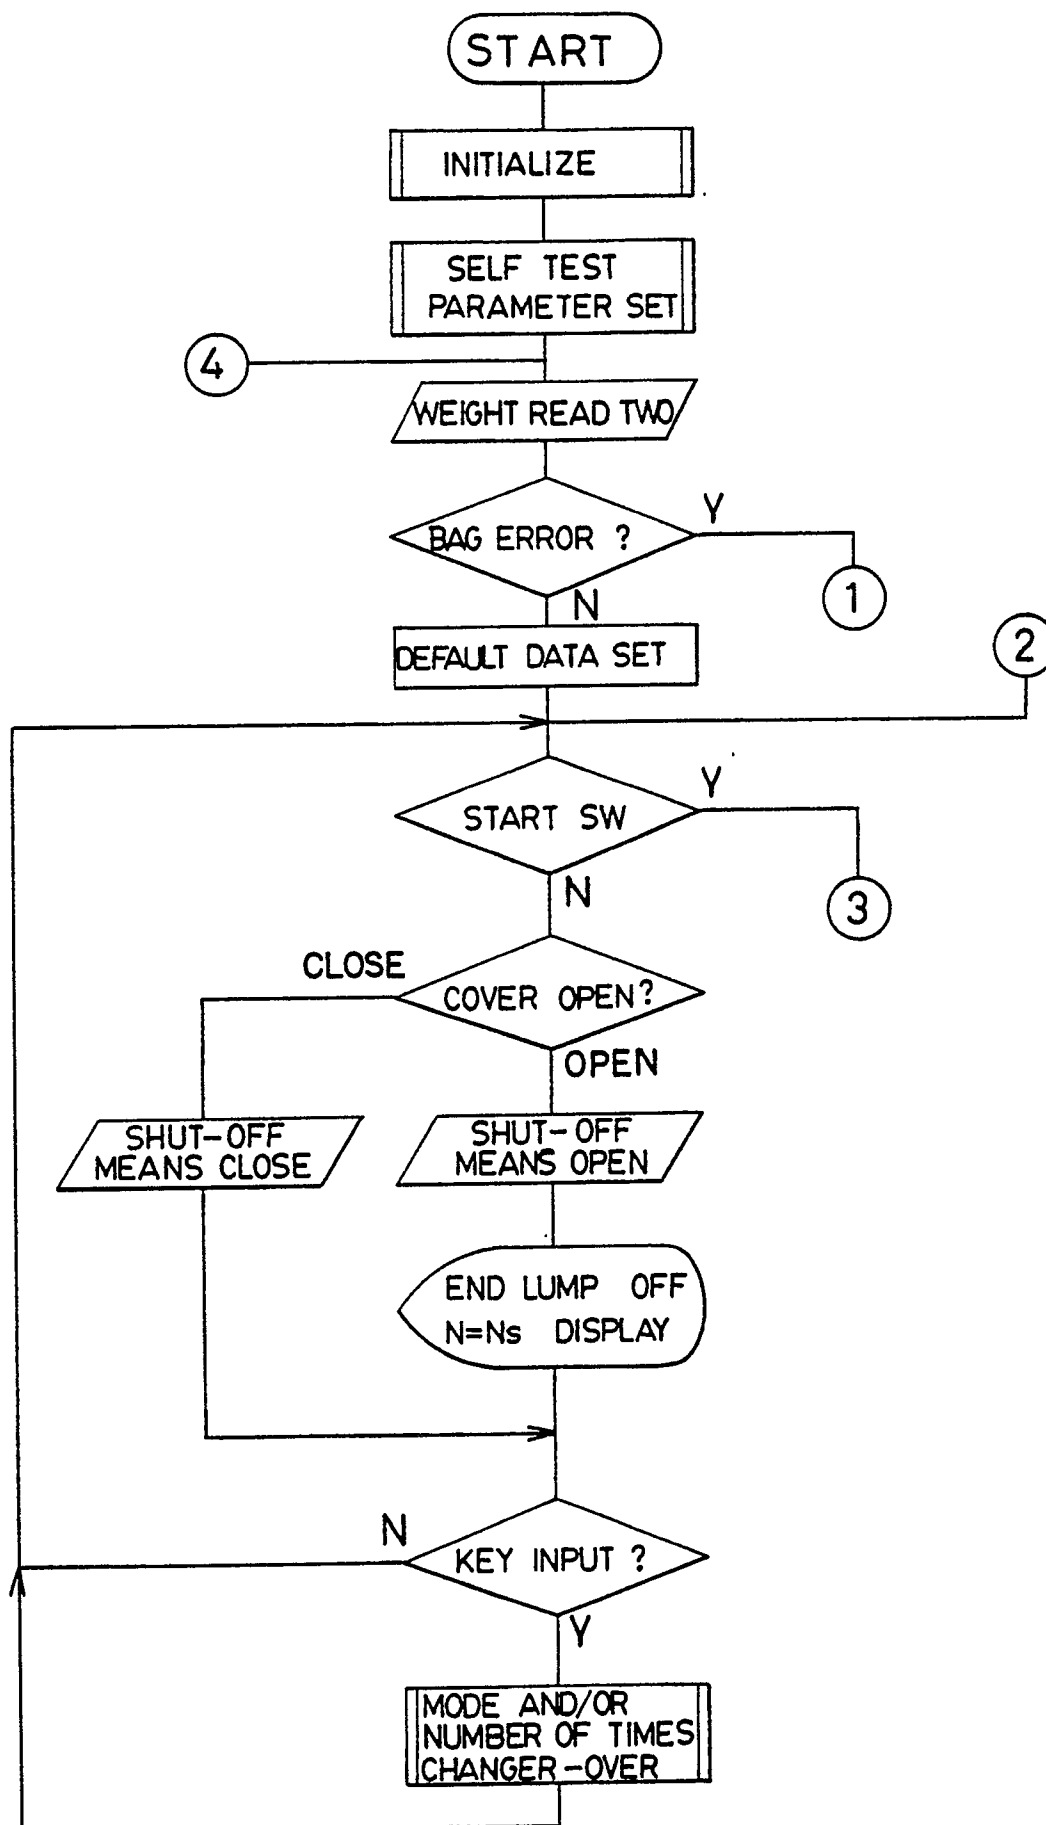 START
INITIALIZE
SELF TEST
PARAMETER SET
4
WEIGHT READ TWO
BAG ERROR ?
Y
1
N
DEFAULT DATA SET
2
START SW
Y
3
N
CLOSE
COVER OPEN?
OPEN
SHUT-OFF
MEANS CLOSE
SHUT-OFF
MEANS OPEN
END LUMP OFF
N=Ns DISPLAY
N
KEY INPUT ?
Y
MODE AND/OR
NUMBER OF TIMES
CHANGER-OVER